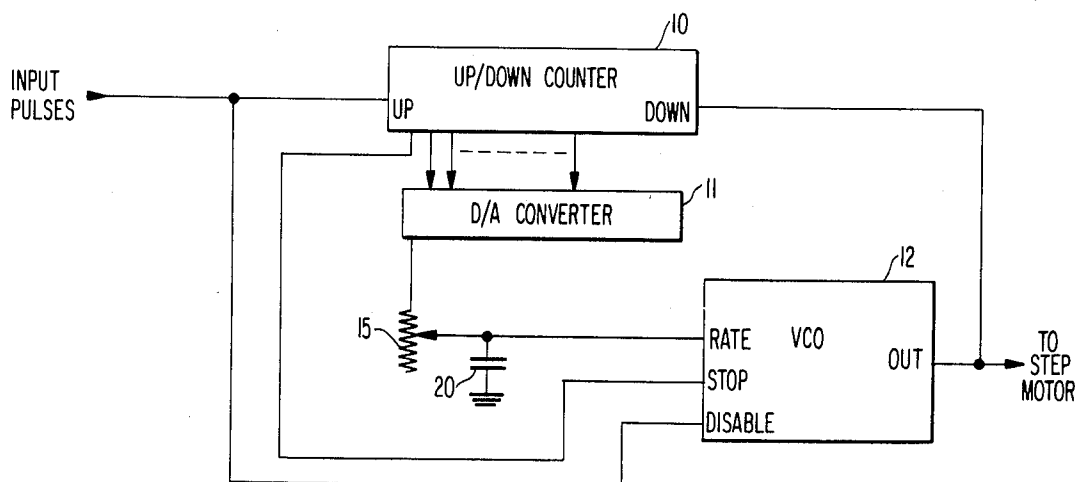 10
INPUT
PULSES
UP/DOWN COUNTER
UP
DOWN
11
D/A CONVERTER
12
15
RATE
VCO
OUT
TO
STEP
MOTOR
20
STOP
DISABLE